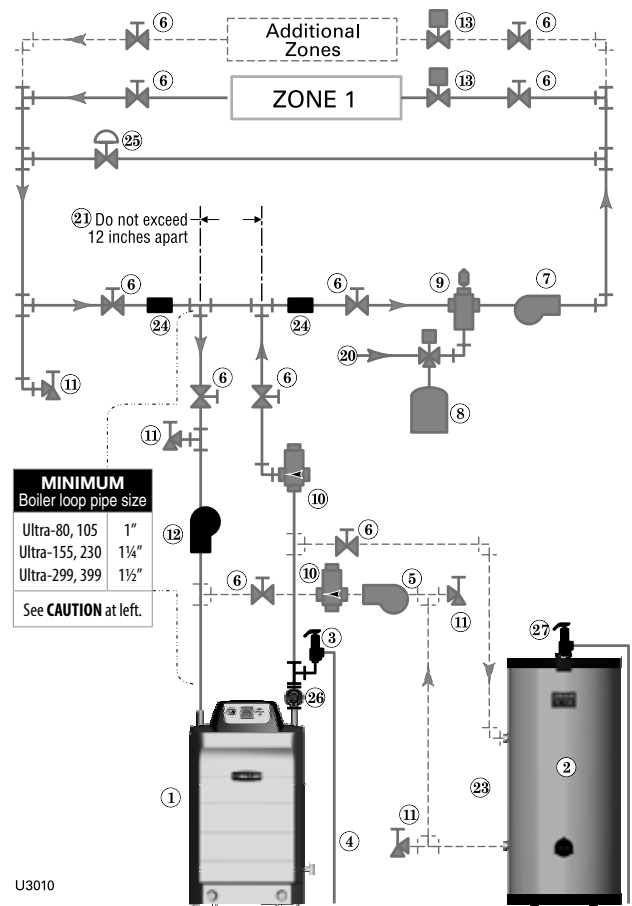 6
13
6
Additional
Zones
6
13
6
ZONE 1
25
21 Do not exceed
12 inches apart
6
24
24
6
9
7
20
8
11
6
6
11
10
MINIMUM
Boiler loop pipe size
Ultra-80, 105 1”
Ultra-155, 230 1¼”
Ultra-299, 399 1½”
See CAUTION at left.
12
6
6
10
5
11
3
27
26
2
1
23
11
4
U3010